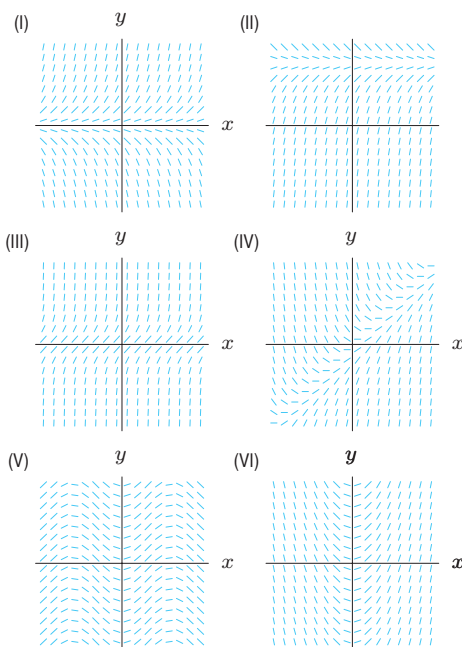 (I) y (II)
x
y
(III) (IV)
x x
(V) y (VI) y
x x